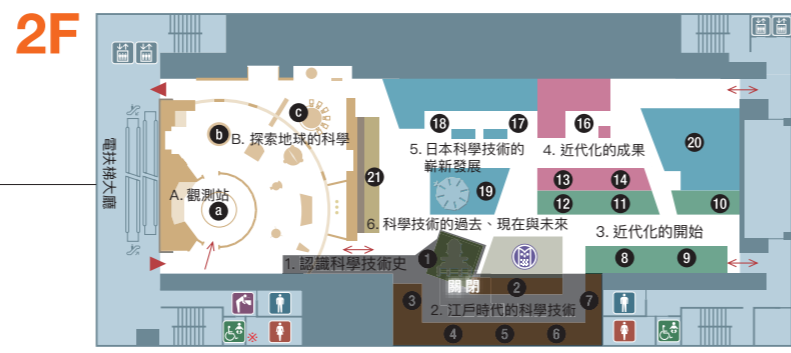 2F
電扶梯大廳
c
b
B. 探索地球的科學
A. 觀測站
a
21
18
17
5. 日本科學技術的
嶄新發展
16
4. 近代化的成果
20
19
13
14
12
11
10
6. 科學技術的過去、現在與未來
3. 近代化的開始
1. 認識科學技術史
1
關閉
2
8
9
2. 江戶時代的科學技術
3
7
4
5
6
※